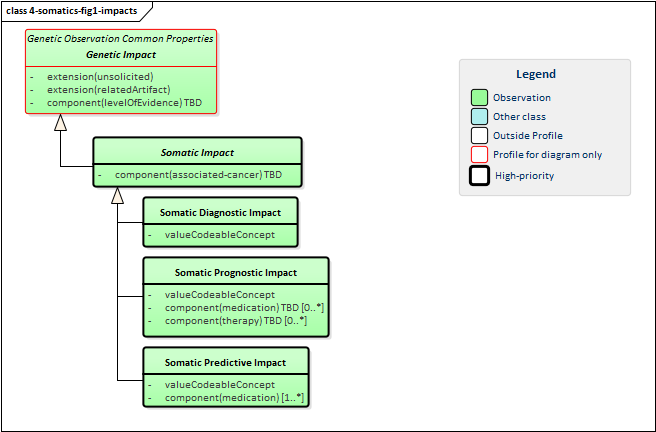 class 4-somatics-fig1-impacts
Genetic Observation Common Properties
Genetic Impact
- extension(unsolicited)
- extension(relatedArtifact)
- component(levelOfEvidence) TBD
Somatic Impact
- component(associated-cancer) TBD
Somatic Diagnostic Impact
- valueCodeableConcept
Somatic Prognostic Impact
- valueCodeableConcept
- component(medication) TBD [0..*]
- component(therapy) TBD [0..*]
Somatic Predictive Impact
- valueCodeableConcept
- component(medication) [1..*]
Legend
Observation
Other class
Outside Profile
Profile for diagram only
High-priority